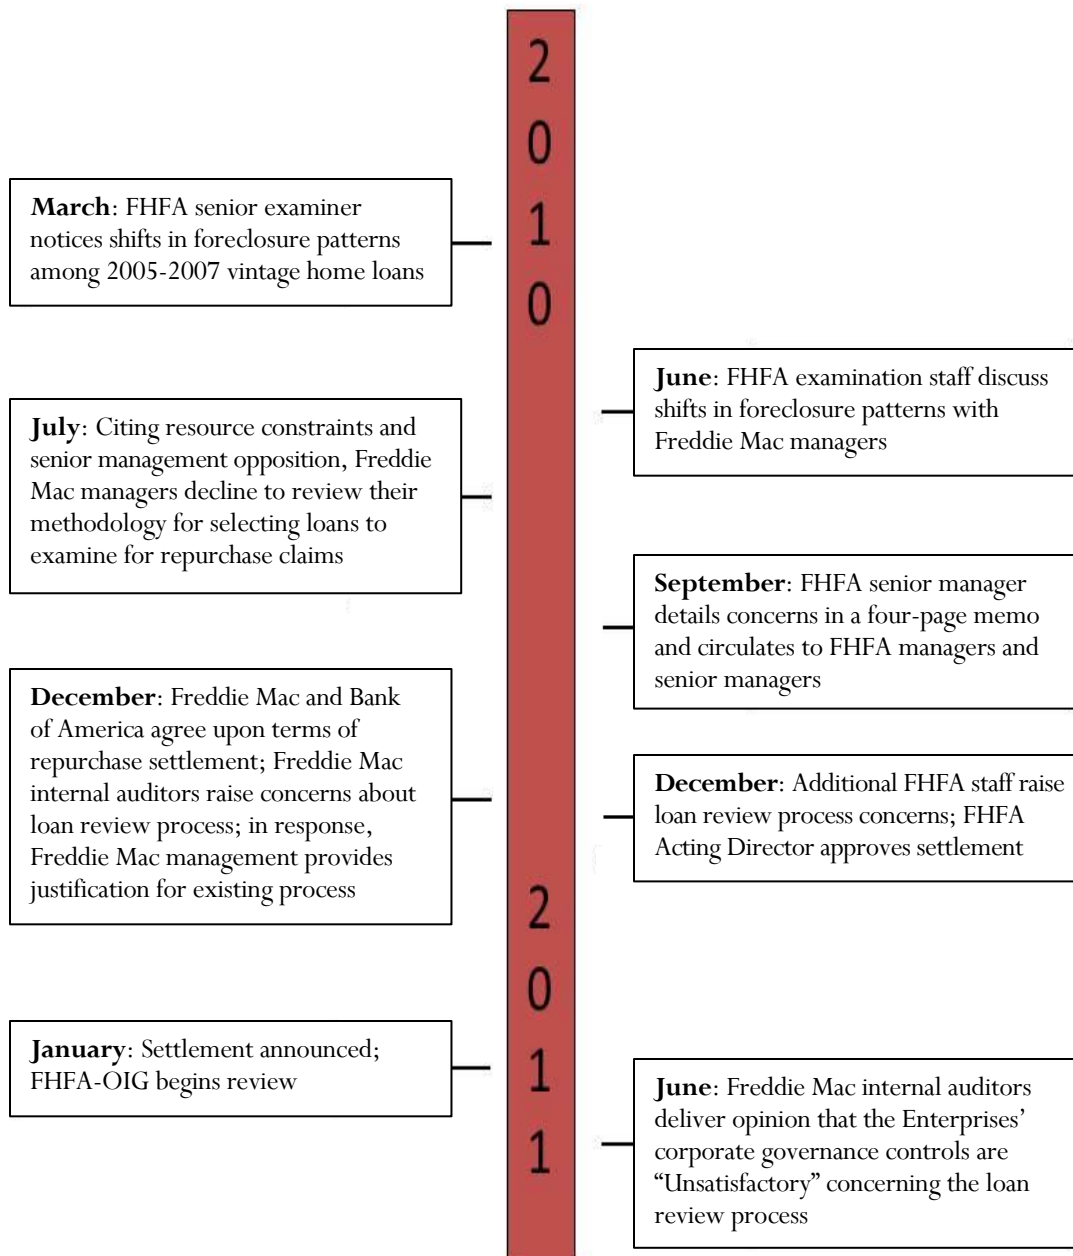 2
0
1
0
March: FHFA senior examiner
notices shifts in foreclosure patterns
among 2005-2007 vintage home loans
June: FHFA examination staff discuss
shifts in foreclosure patterns with
Freddie Mac managers
July: Citing resource constraints and
senior management opposition, Freddie
Mac managers decline to review their
methodology for selecting loans to
examine for repurchase claims
September: FHFA senior manager
details concerns in a four-page memo
and circulates to FHFA managers and
senior managers
December: Freddie Mac and Bank
of America agree upon terms of
repurchase settlement; Freddie Mac
internal auditors raise concerns about
loan review process; in response,
Freddie Mac management provides
justification for existing process
December: Additional FHFA staff raise
loan review process concerns; FHFA
Acting Director approves settlement
2
0
1
1
January: Settlement announced;
FHFA-OIG begins review
June: Freddie Mac internal auditors
deliver opinion that the Enterprises’
corporate governance controls are
“Unsatisfactory” concerning the loan
review process